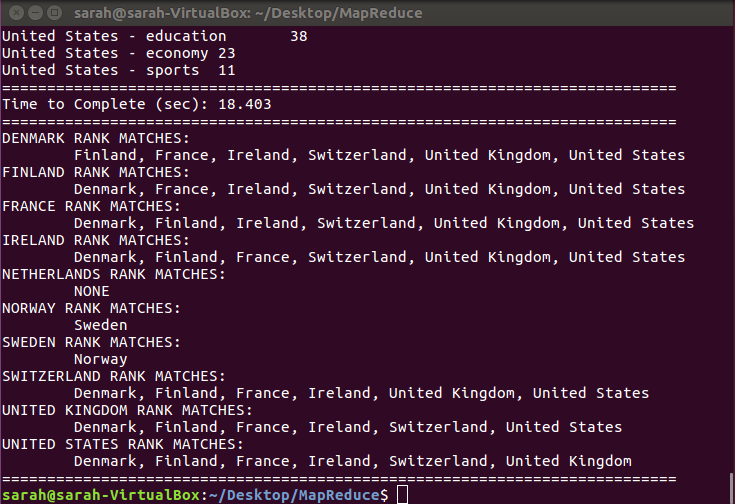 sarah@sarah-VirtualBox: ~/Desktop/MapReduce
United States - education       38
United States - economy 23
United States - sports  11
===========================================================================
Time to Complete (sec): 18.403
===========================================================================
DENMARK RANK MATCHES:
        Finland, France, Ireland, Switzerland, United Kingdom, United States
FINLAND RANK MATCHES:
        Denmark, France, Ireland, Switzerland, United Kingdom, United States
FRANCE RANK MATCHES:
        Denmark, Finland, Ireland, Switzerland, United Kingdom, United States
IRELAND RANK MATCHES:
        Denmark, Finland, France, Switzerland, United Kingdom, United States
NETHERLANDS RANK MATCHES:
        NONE
NORWAY RANK MATCHES:
        Sweden
SWEDEN RANK MATCHES:
        Norway
SWITZERLAND RANK MATCHES:
        Denmark, Finland, France, Ireland, United Kingdom, United States
UNITED KINGDOM RANK MATCHES:
        Denmark, Finland, France, Ireland, Switzerland, United States
UNITED STATES RANK MATCHES:
        Denmark, Finland, France, Ireland, Switzerland, United Kingdom
===========================================================================
sarah@sarah-VirtualBox:~/Desktop/MapReduce$